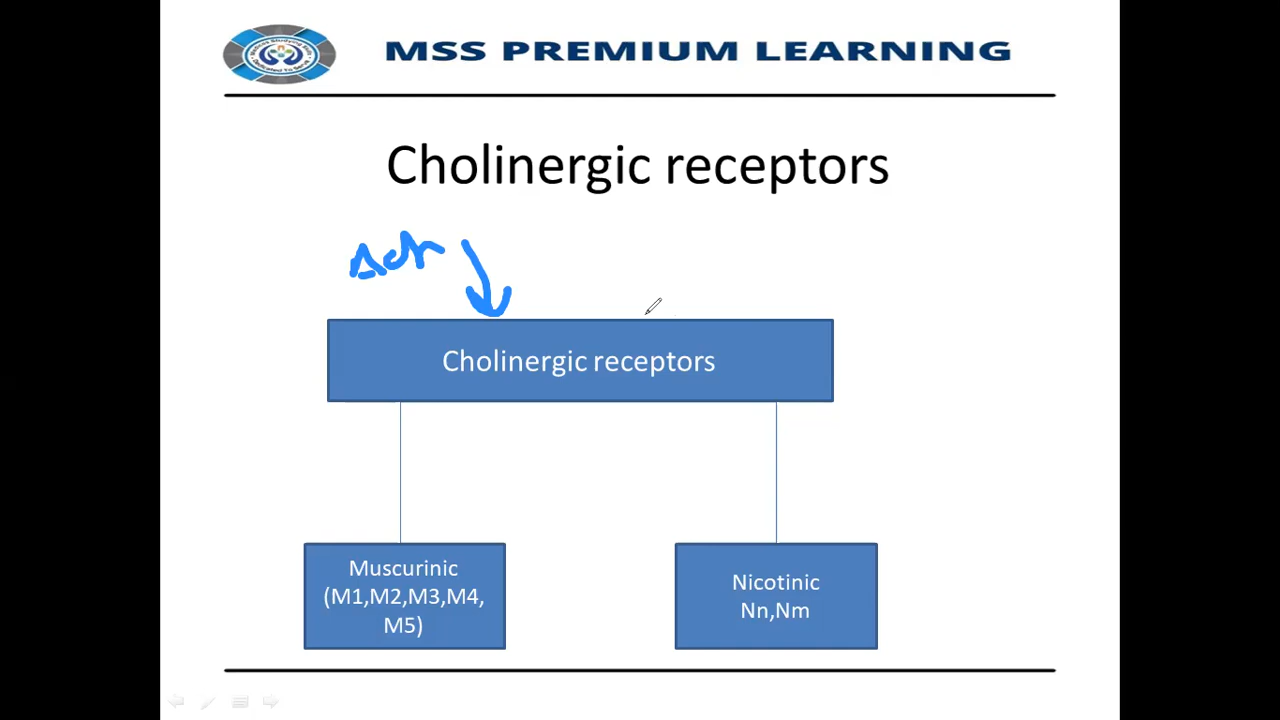 MSS PREMIUM LEARNING
Cholinergic receptors
Ach
Cholinergic receptors
Muscurinic
(M1,M2,M3,M4,
M5)
Nicotinic
Nn,Nm